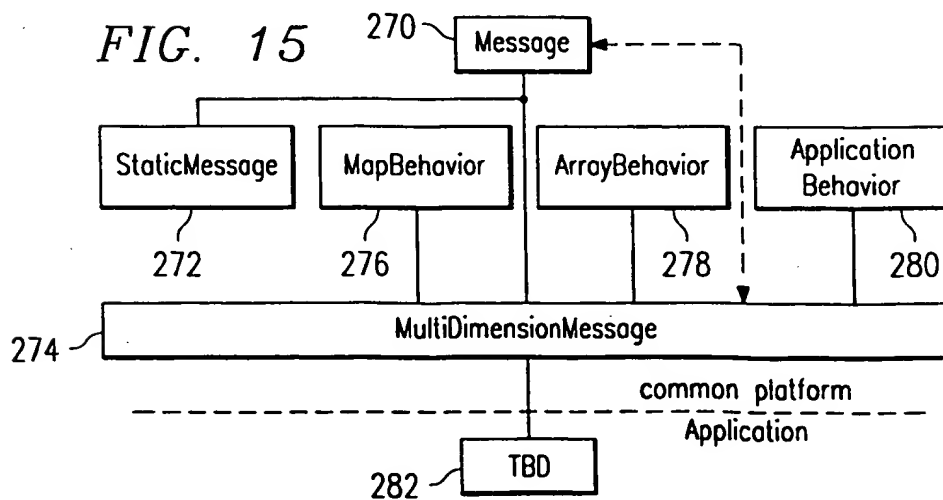 FIG. 15
270
Message
StaticMessage
MapBehavior
ArrayBehavior
Application
Behavior
272
276
278
280
274
MultiDimensionMessage
common platform
Application
282
TBD